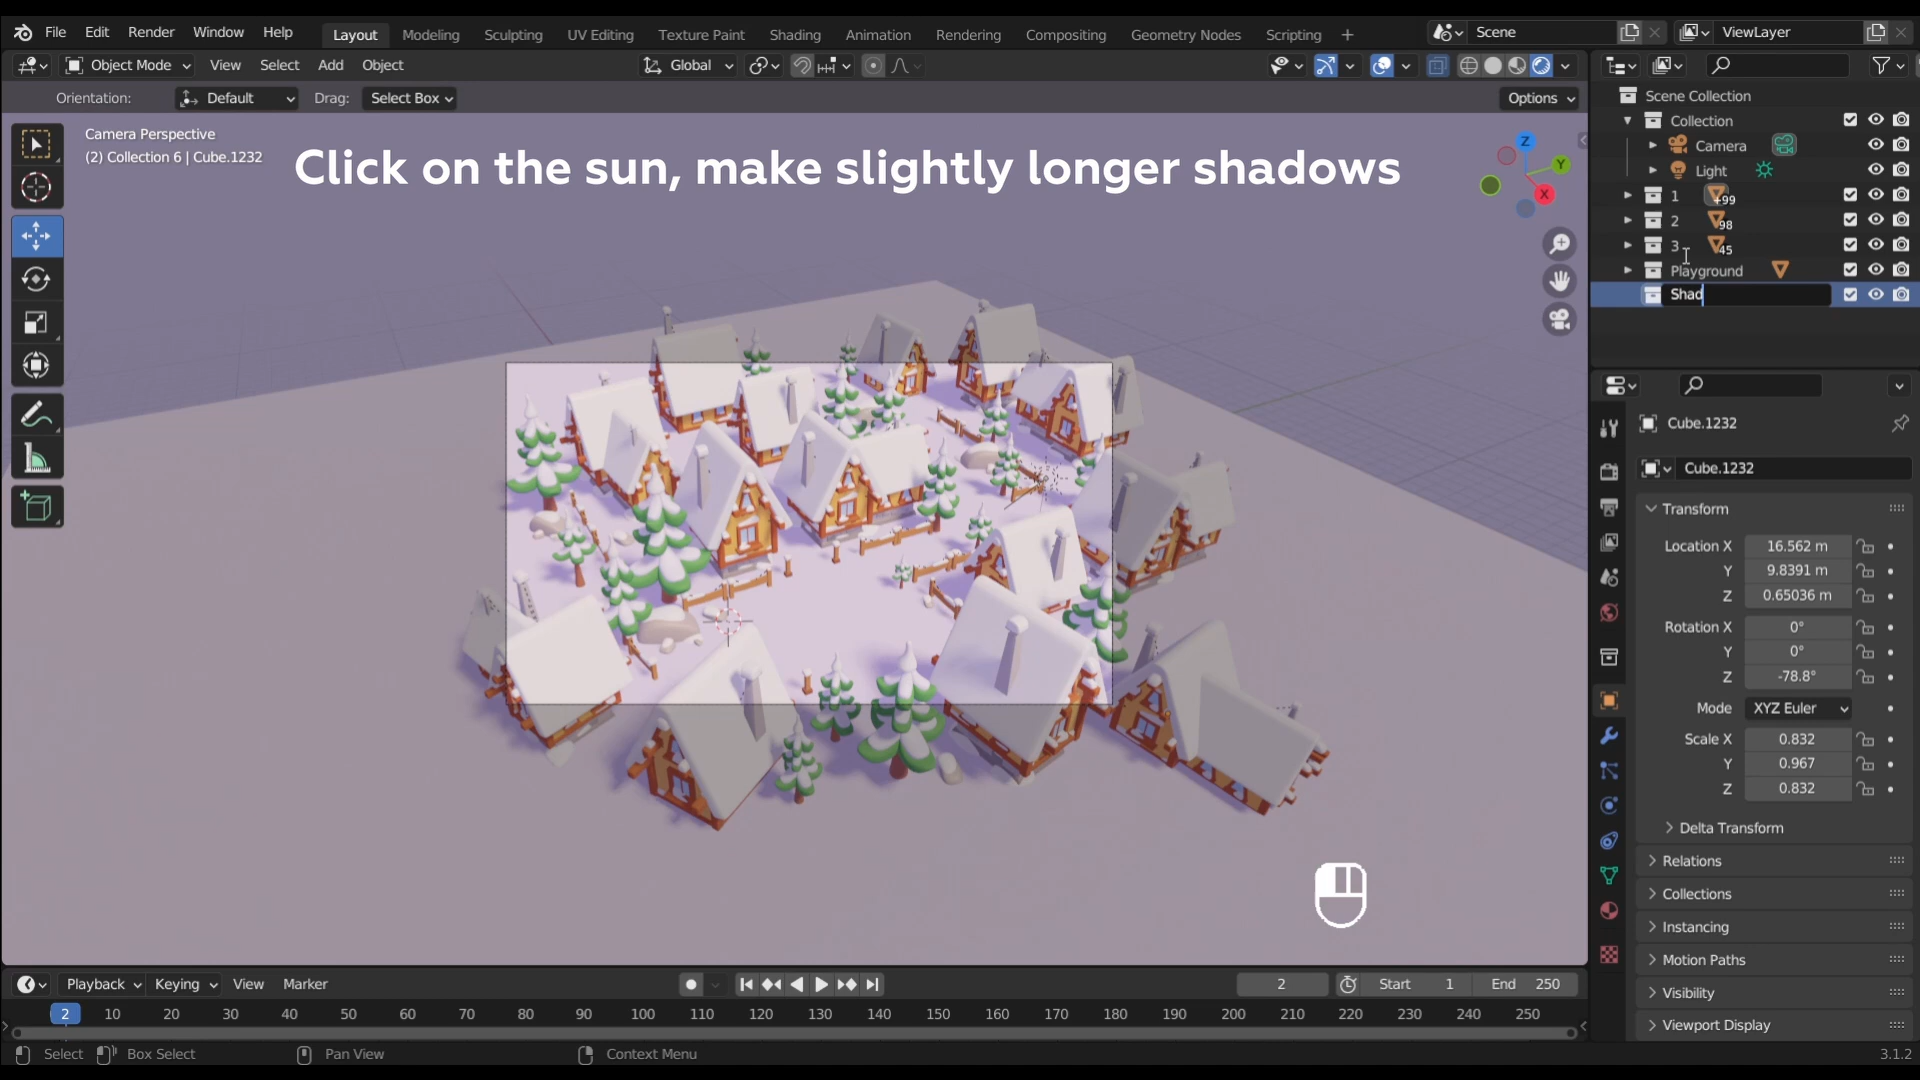 File Edit Render Window Help Layout Modeling Sculpting UV Editing Texture Paint Shading Animation Rendering Compositing Geometry Nodes Scripting + Scene ViewLayer
Object Mode View Select Add Object Global
Orientation: Default Drag: Select Box Options
Camera Perspective
(2) Collection 6 | Cube.1232
Click on the sun, make slightly longer shadows
Z
Y
X
Scene Collection
Collection
Camera
Light
1 +99
2 98
3 45
Playground
Shad
Cube.1232
Cube.1232
Transform
Location X 16.562 m
Y 9.8391 m
Z 0.65036 m
Rotation X 0°
Y 0°
Z -78.8°
Mode XYZ Euler
Scale X 0.832
Y 0.967
Z 0.832
Delta Transform
Relations
Collections
Instancing
Motion Paths
Visibility
Viewport Display
Playback Keying View Marker 2 Start 1 End 250
2 10 20 30 40 50 60 70 80 90 100 110 120 130 140 150 160 170 180 190 200 210 220 230 240 250
Select Box Select Pan View Context Menu 3.1.2